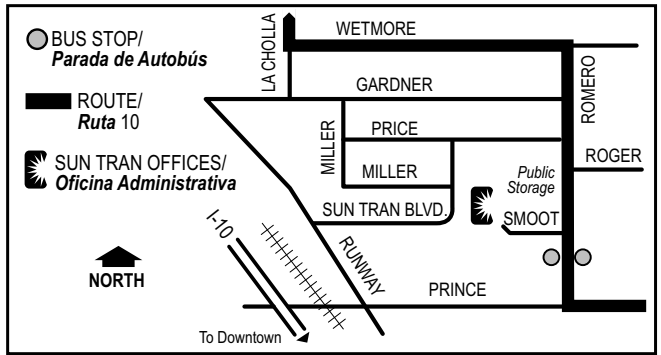 BUS STOP/
Parada de Autobús
ROUTE/
Ruta 10
SUN TRAN OFFICES/
Oficina Administrativa
NORTH
LA CHOLLA
WETMORE
GARDNER
ROMERO
MILLER
PRICE
ROGER
MILLER
Public
Storage
SUN TRAN BLVD.
SMOOT
I-10
RUNWAY
PRINCE
To Downtown